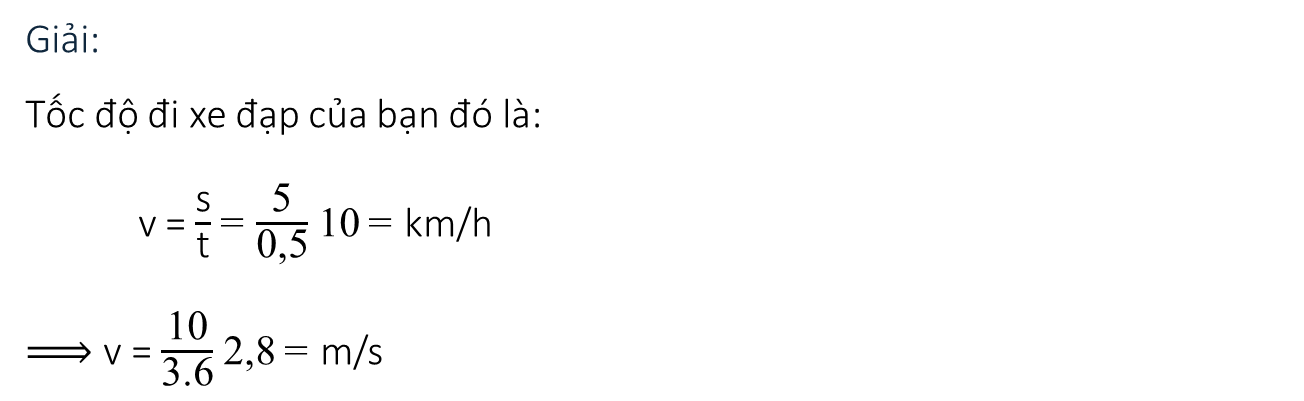 Giải:
Tốc độ đi xe đạp của bạn đó là:
v = s/t = 5/0,5 10 = km/h
⟹ v = 10/3.6 2,8 = m/s